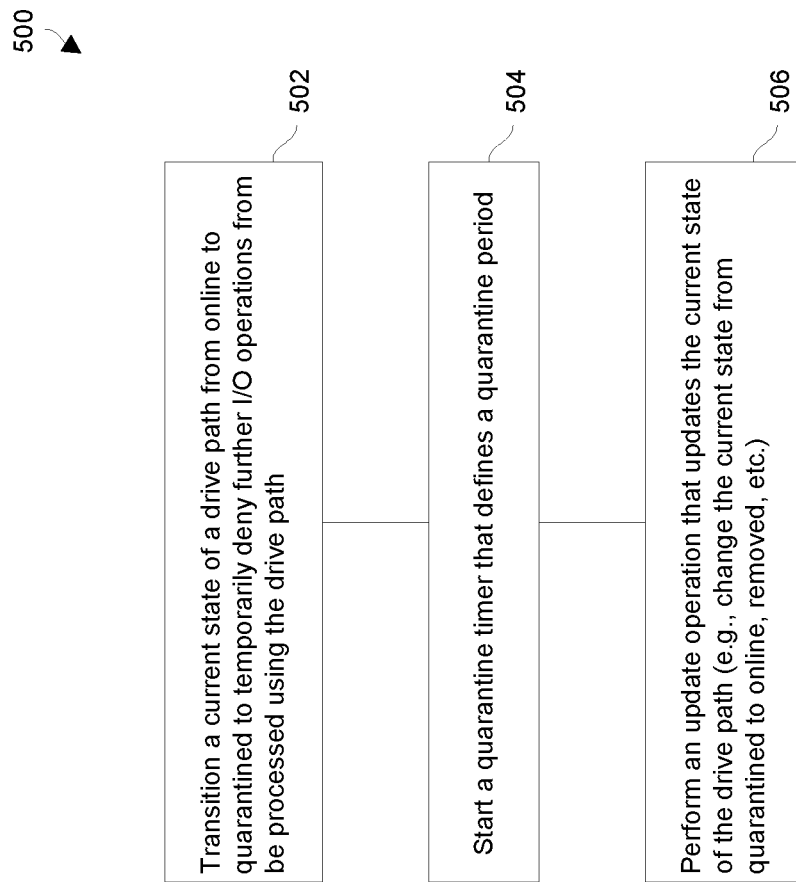 500
Transition a current state of a drive path from online to
quarantined to temporarily deny further I/O operations from
be processed using the drive path
502
Start a quarantine timer that defines a quarantine period
504
Perform an update operation that updates the current state
of the drive path (e.g., change the current state from
quarantined to online, removed, etc.)
506